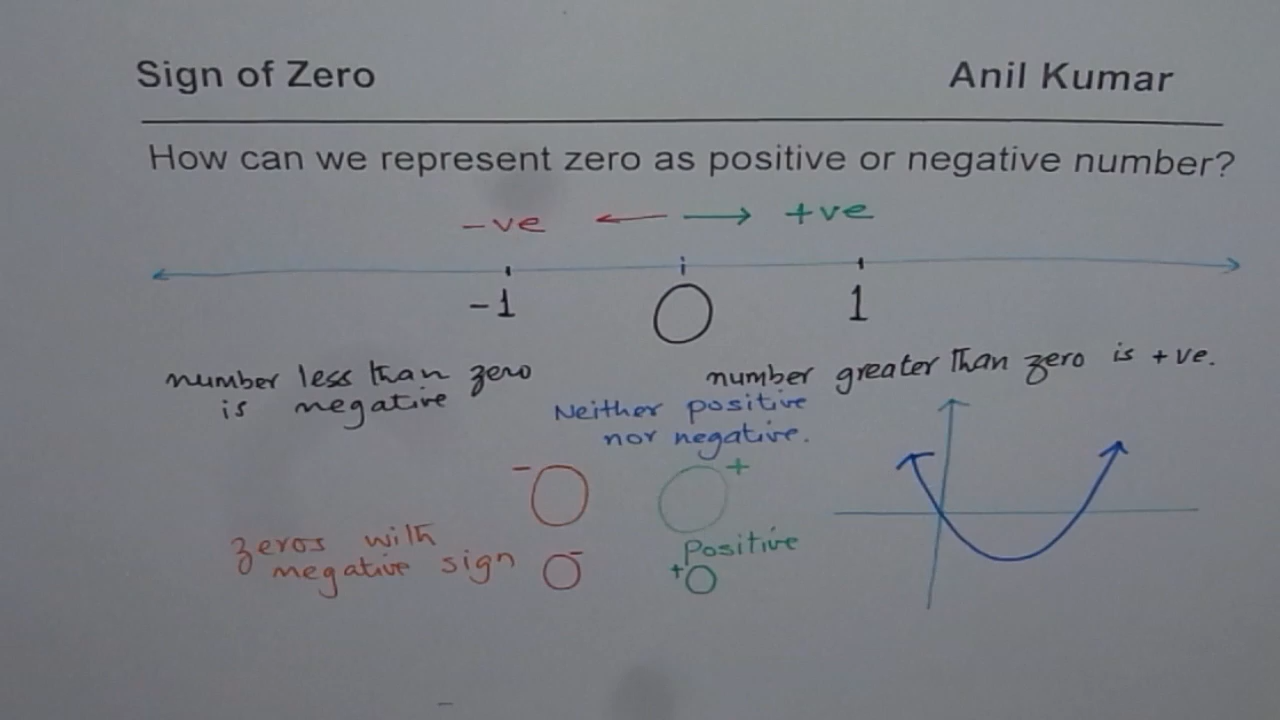 Sign of Zero
Anil Kumar
How can we represent zero as positive or negative number?
-ve ← → +ve
-1 0 1
number less than zero
is negative
number greater than zero is +ve.
Neither positive
nor negative.
-0 0+
zeros with
negative sign 0-
Positive
+0